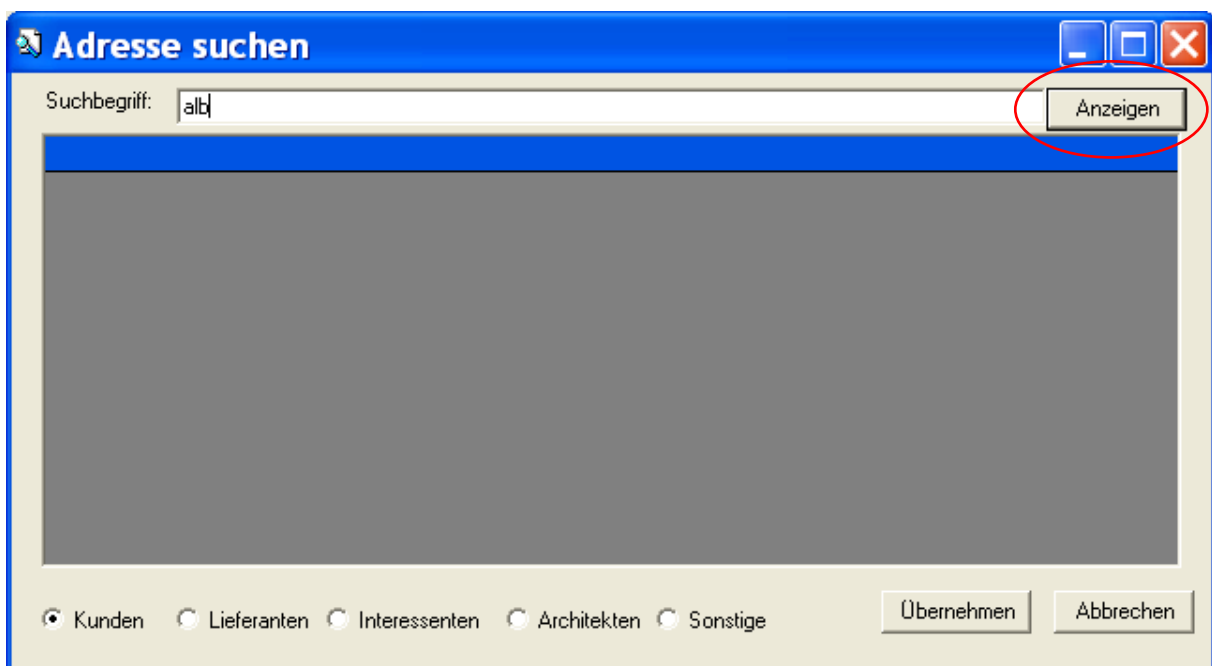 Adresse suchen
Suchbegriff: alb Anzeigen
Kunden Lieferanten Interessenten Architekten Sonstige Übernehmen Abbrechen